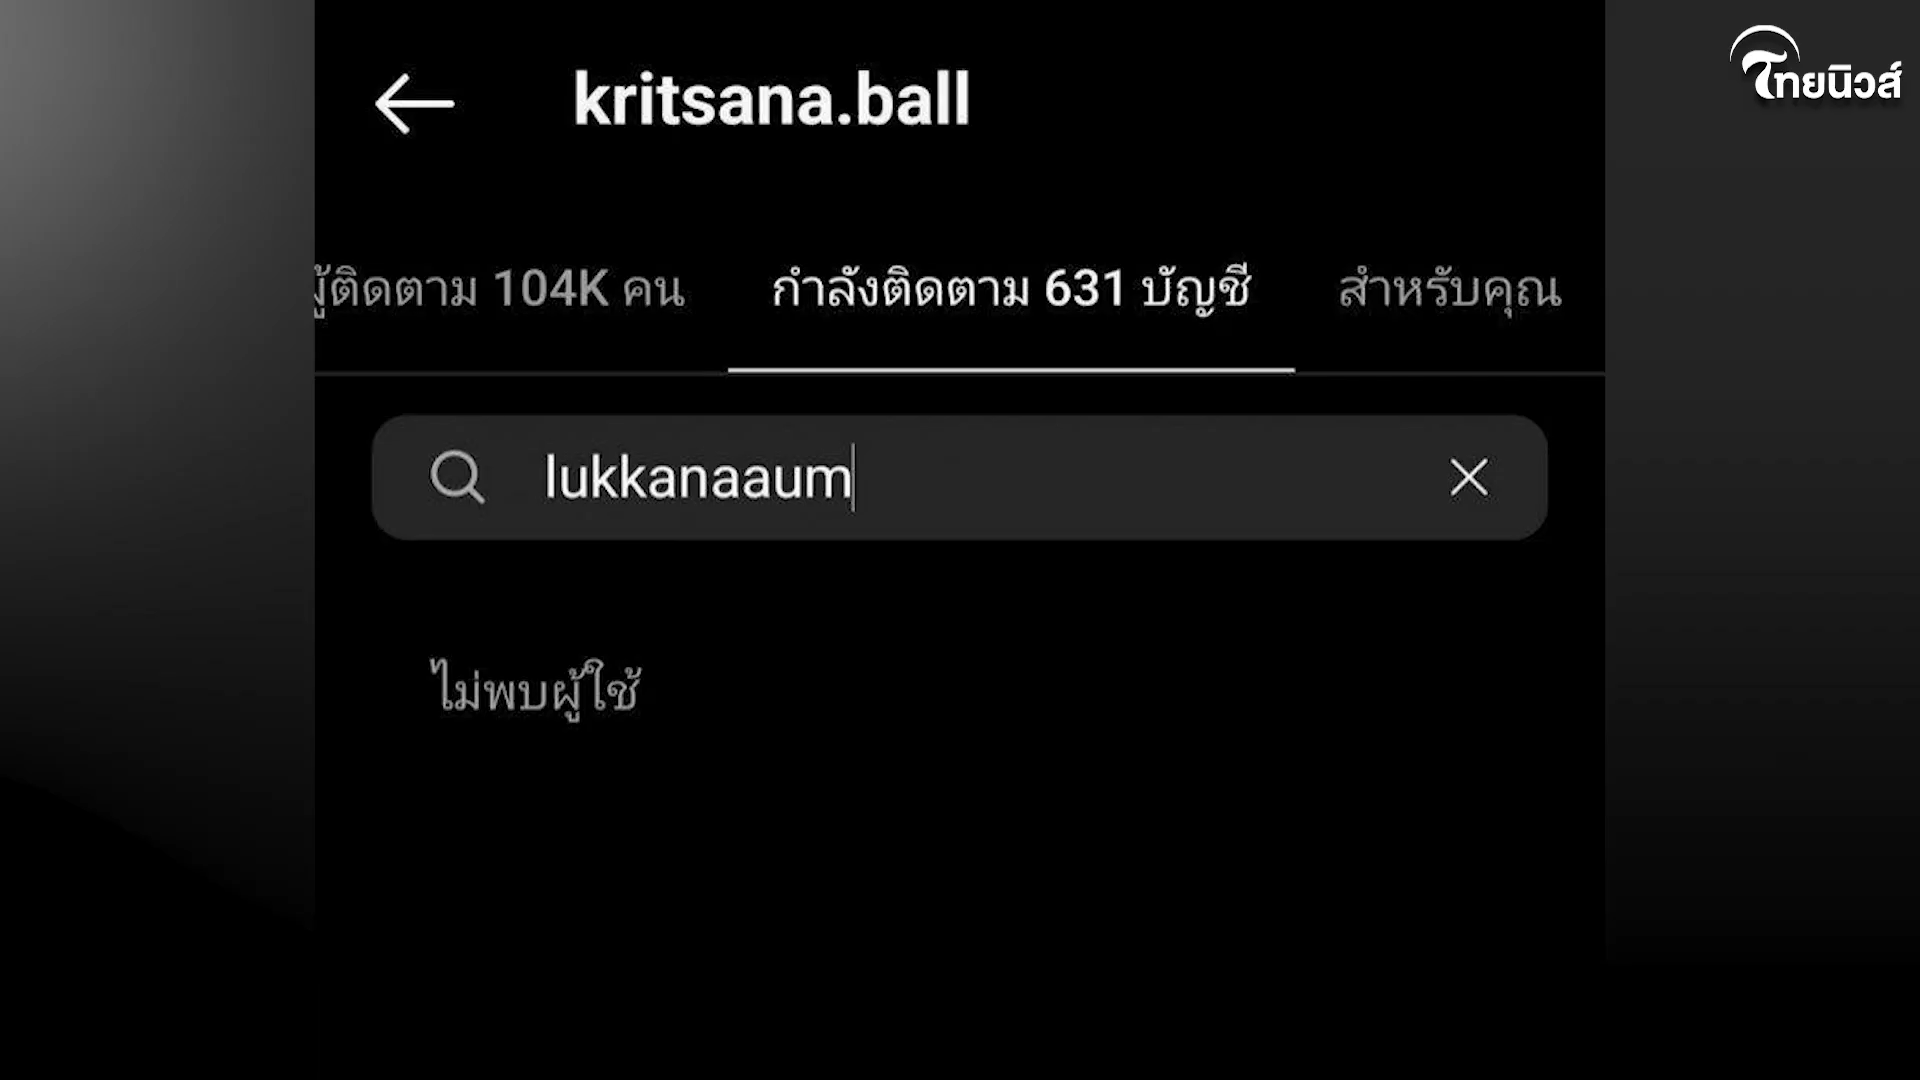 ไทยนิวส์
kritsana.ball
ผู้ติดตาม 104K คน กำลังติดตาม 631 บัญชี สำหรับคุณ
lukkanaaum
ไม่พบผู้ใช้